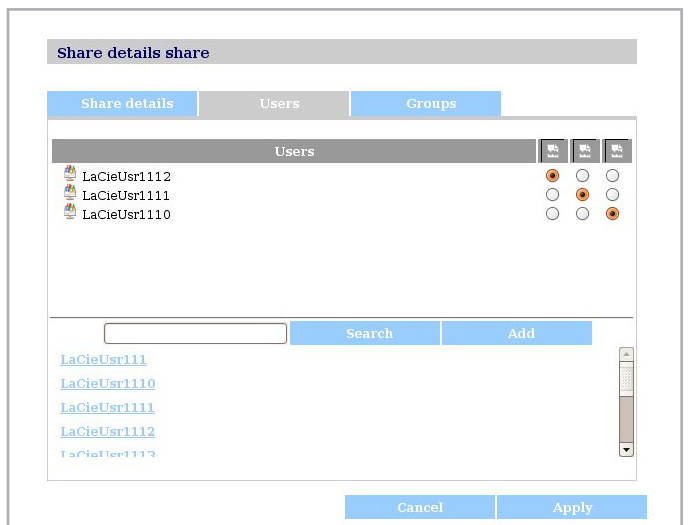 Share details share
Share details Users Groups
Users
LaCieUsr1112
LaCieUsr1111
LaCieUsr1110
Search Add
LaCieUsr111
LaCieUsr1110
LaCieUsr1111
LaCieUsr1112
LaCieUsr1113
Cancel Apply